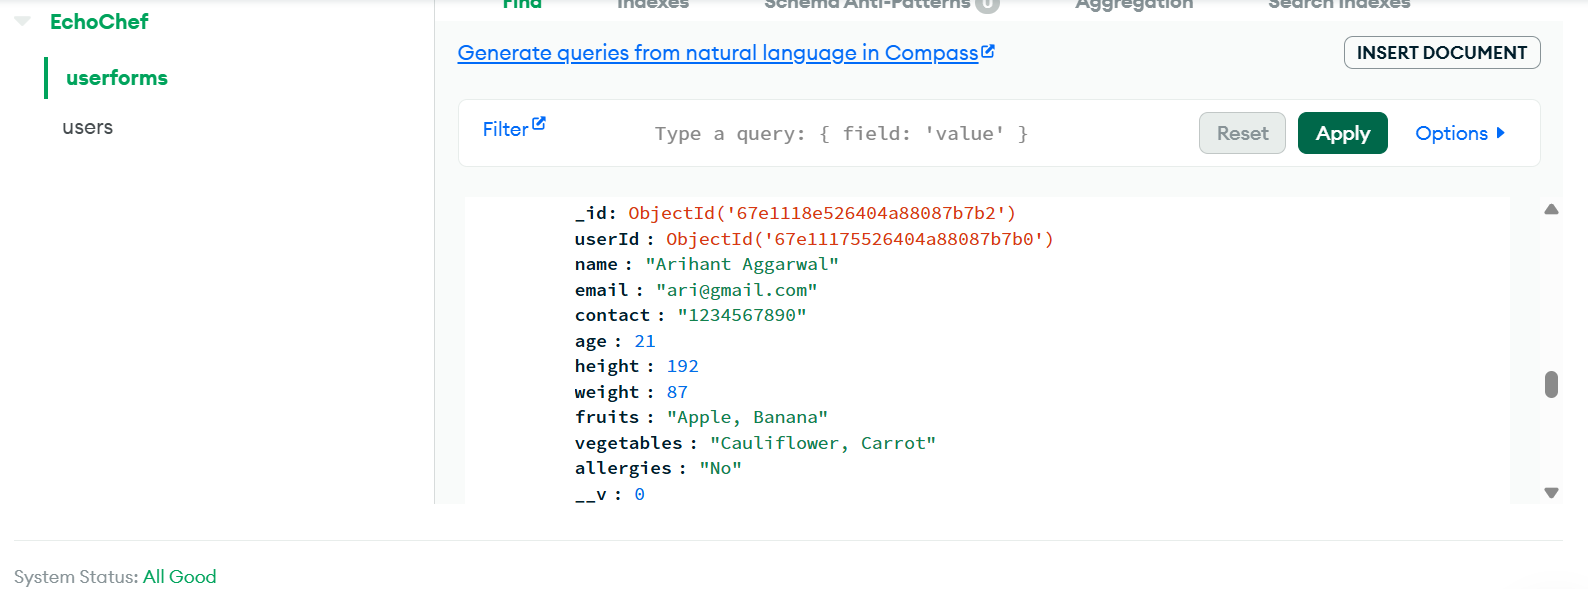 EchoChef
userforms
users
Find Indexes Schema Anti-Patterns 0 Aggregation Search Indexes
Generate queries from natural language in Compass
INSERT DOCUMENT
Filter
Type a query: { field: 'value' }
Reset
Apply
Options
_id: ObjectId('67e1118e526404a88087b7b2')
userId : ObjectId('67e11175526404a88087b7b0')
name : "Arihant Aggarwal"
email : "ari@gmail.com"
contact : "1234567890"
age : 21
height : 192
weight : 87
fruits : "Apple, Banana"
vegetables : "Cauliflower, Carrot"
allergies : "No"
__v : 0
System Status: All Good